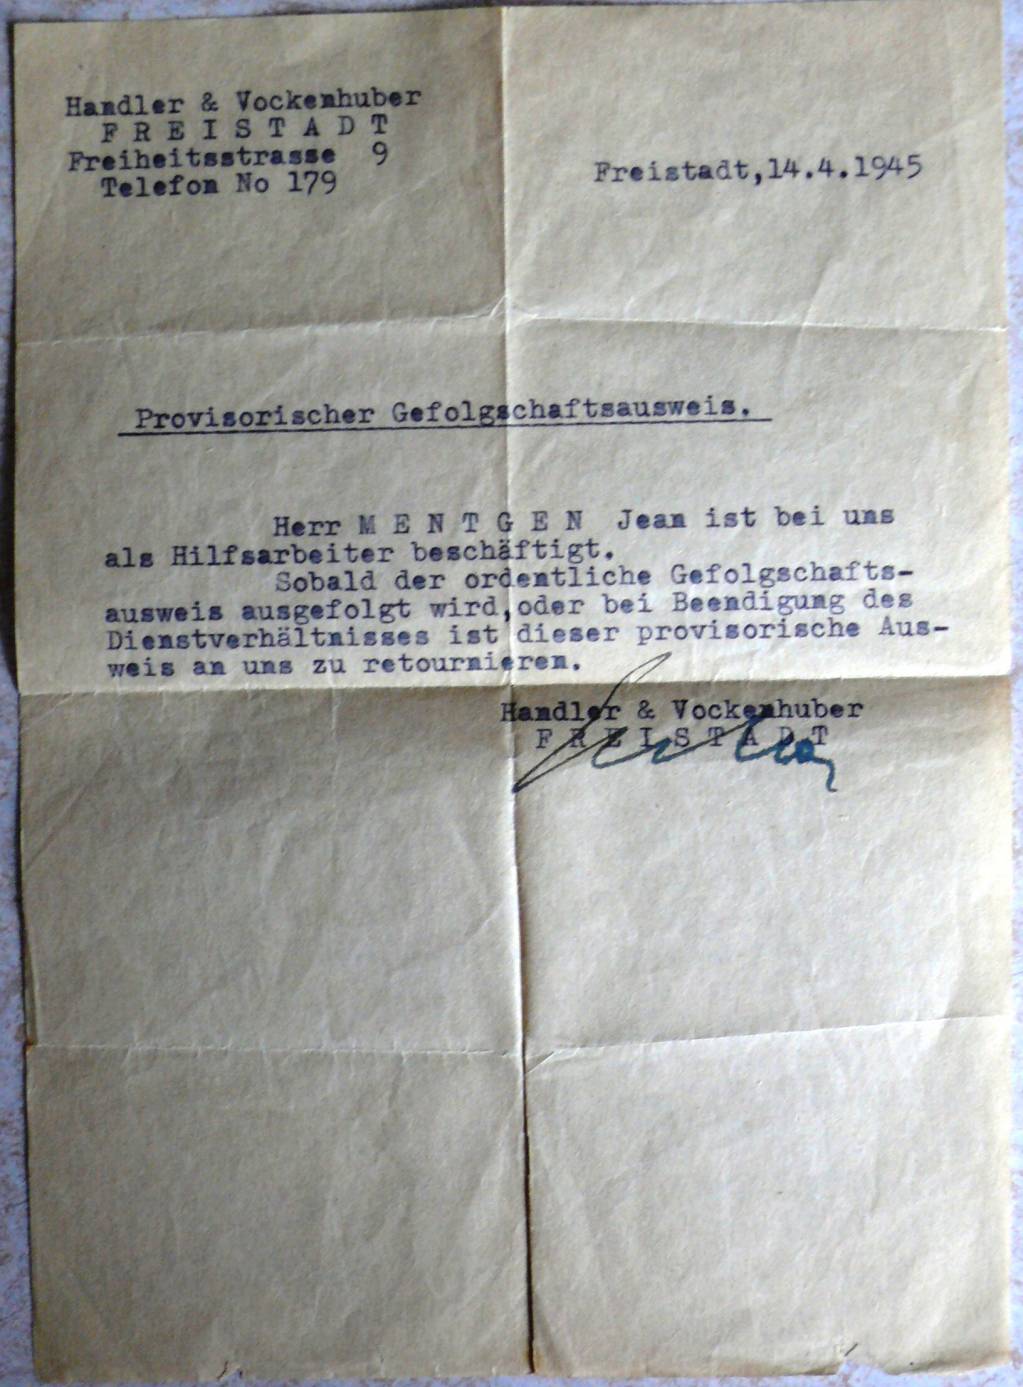 Handler & Vockenhuber
F R E I S T A D T
Freiheitsstrasse 9
Telefon No 179
Freistadt,14.4.1945
Provisorischer Gefolgschaftsausweis.
Herr M E N T G E N Jean ist bei uns
als Hilfsarbeiter beschäftigt.
Sobald der ordentliche Gefolgschafts-
ausweis ausgefolgt wird,oder bei Beendigung des
Dienstverhältnisses ist dieser provisorische Aus-
weis an uns zu retournieren.
Handler & Vockenhuber
F R E I S T A D T